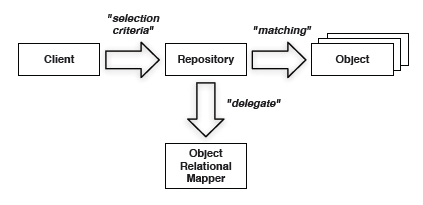 "selection
criteria"
"matching"
Client
Repository
Object
"delegate"
Object
Relational
Mapper